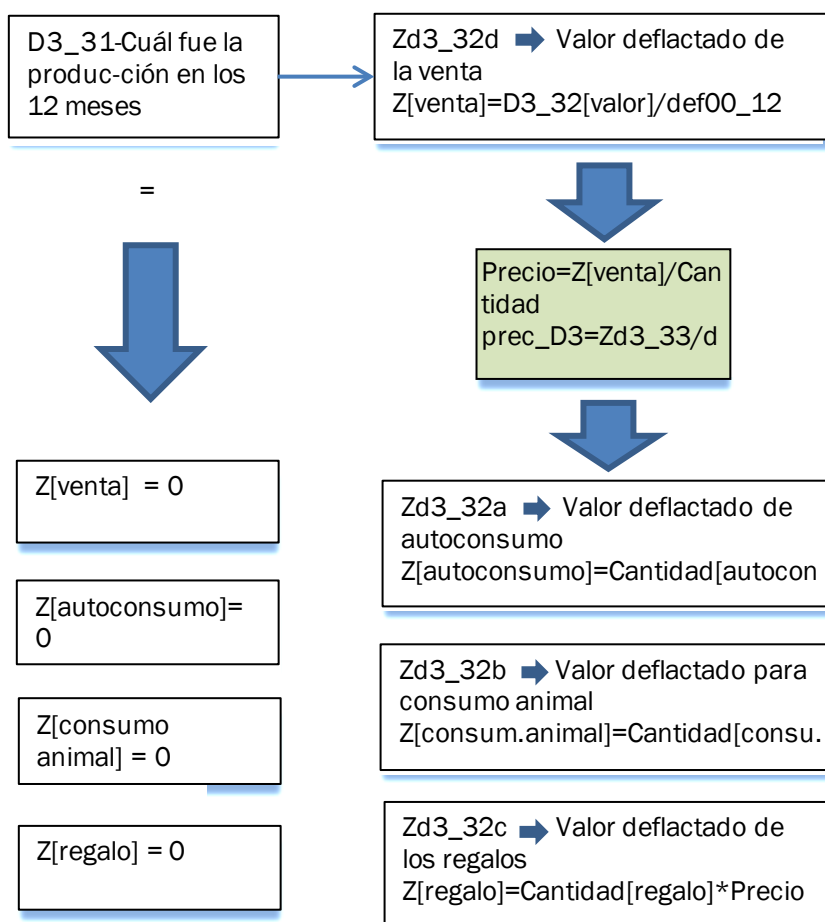 D3_31-Cuál fue la
produc-ción en los
12 meses
Zd3_32d Valor deflactado de
la venta
Z[venta]=D3_32[valor]/def00_12
=
Precio=Z[venta]/Can
tidad
prec_D3=Zd3_33/d
Z[venta] = 0
Z[autoconsumo]=
0
Z[consumo
animal] = 0
Z[regalo] = 0
Zd3_32a Valor deflactado de
autoconsumo
Z[autoconsumo]=Cantidad[autocon
Zd3_32b Valor deflactado para
consumo animal
Z[consum.animal]=Cantidad[consu.
Zd3_32c Valor deflactado de
los regalos
Z[regalo]=Cantidad[regalo]*Precio